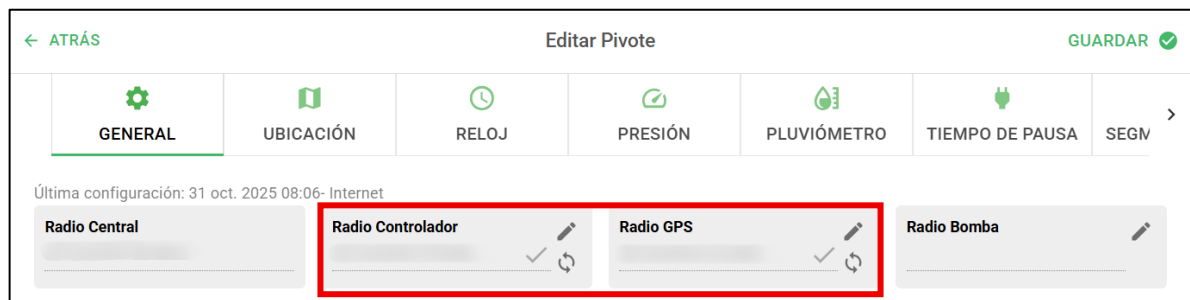 ← ATRÁS
Editar Pivote
GUARDAR
GENERAL
UBICACIÓN
RELOJ
PRESIÓN
PLUVIÓMETRO
TIEMPO DE PAUSA
SEGM
Última configuración: 31 oct. 2025 08:06- Internet
Radio Central
Radio Controlador
Radio GPS
Radio Bomba